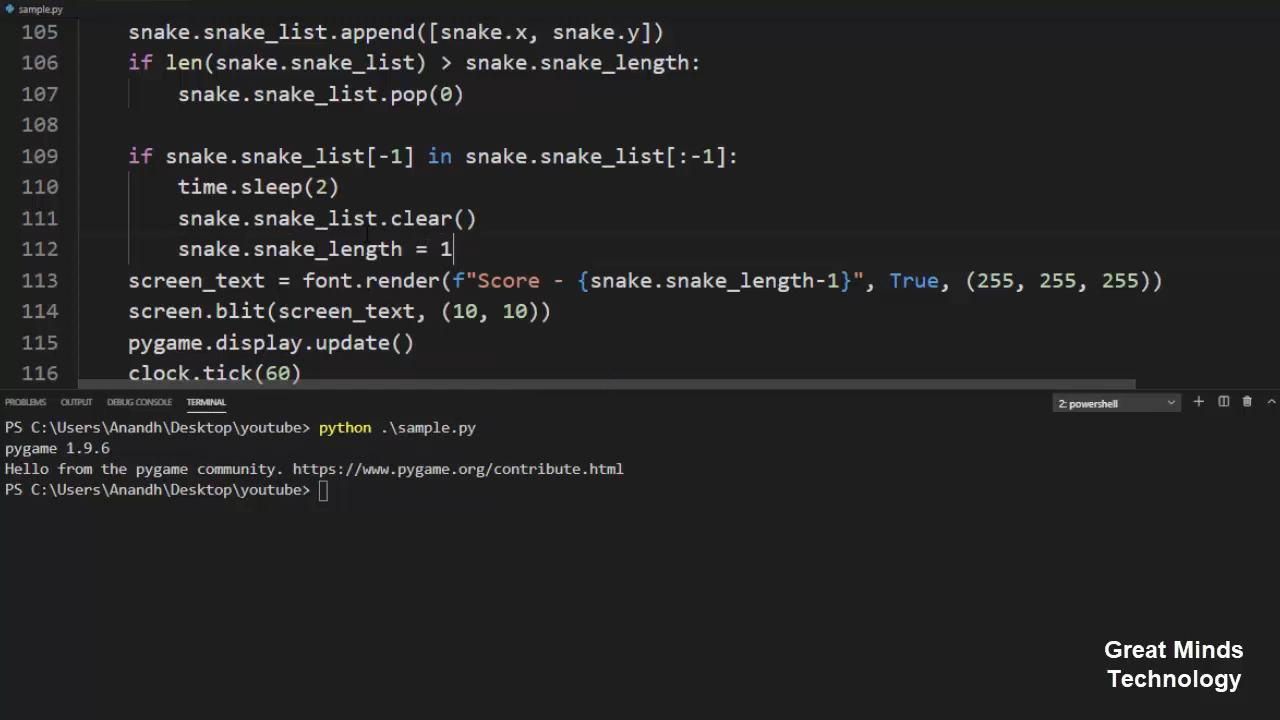 sample.py
105 snake.snake_list.append([snake.x, snake.y])
106 if len(snake.snake_list) > snake.snake_length:
107 snake.snake_list.pop(0)
108
109 if snake.snake_list[-1] in snake.snake_list[:-1]:
110 time.sleep(2)
111 snake.snake_list.clear()
112 snake.snake_length = 1
113 screen_text = font.render(f"Score - {snake.snake_length-1}", True, (255, 255, 255))
114 screen.blit(screen_text, (10, 10))
115 pygame.display.update()
116 clock.tick(60)
PROBLEMS OUTPUT DEBUG CONSOLE TERMINAL 2: powershell
PS C:\Users\Anandh\Desktop\youtube> python .\sample.py
pygame 1.9.6
Hello from the pygame community. https://www.pygame.org/contribute.html
PS C:\Users\Anandh\Desktop\youtube>
Great Minds
Technology